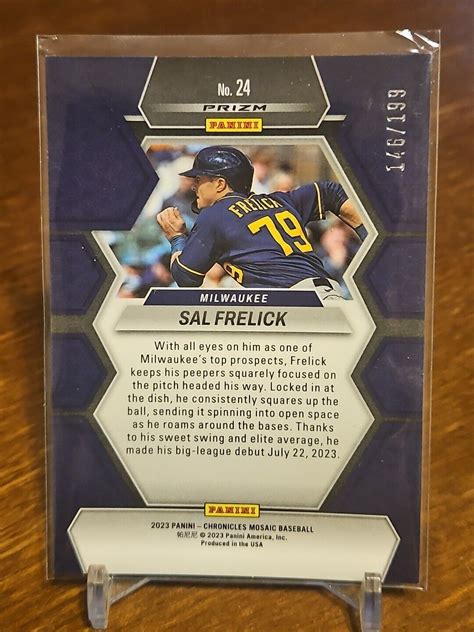 No. 24
PRIZM
PANINI
146/199
FRELICK
79
MILWAUKEE
SAL FRELICK
With all eyes on him as one of
Milwaukee's top prospects, Frelick
keeps his peepers squarely focused on
the pitch headed his way. Locked in at
the dish, he consistently squares up the
ball, sending it spinning into open space
as he roams around the bases. Thanks
to his sweet swing and elite average, he
made his big-league debut July 22, 2023.
PANINI
2023 PANINI – CHRONICLES MOSAIC BASEBALL
帕尼尼 © 2023 Panini America, Inc.
Produced in the USA